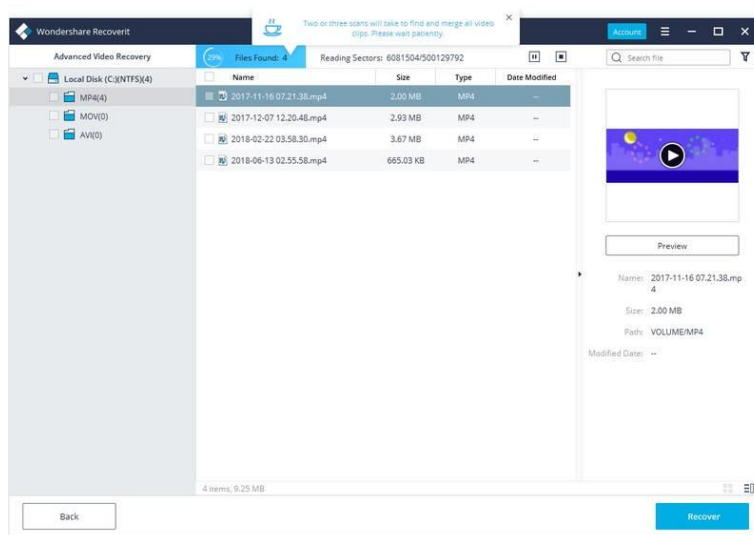 Wondershare Recoverit
Two or three scans will take to find and merge all video
clips. Please wait patiently.
Account
Advanced Video Recovery
29%
Files Found: 4
Reading Sectors: 6081504/500129792
Search file
Local Disk (C:)(NTFS)(4)
MP4(4)
MOV(0)
AVI(0)
Name Size Type Date Modified
2017-11-16 07.21.38.mp4 2.00 MB MP4 --
2017-12-07 12.20.48.mp4 2.93 MB MP4 --
2018-02-22 03.58.30.mp4 3.67 MB MP4 --
2018-06-13 02.55.58.mp4 665.03 KB MP4 --
Preview
Name: 2017-11-16 07.21.38.mp
4
Size: 2.00 MB
Path: VOLUME/MP4
Modified Date: --
4 items, 9.25 MB
Back
Recover